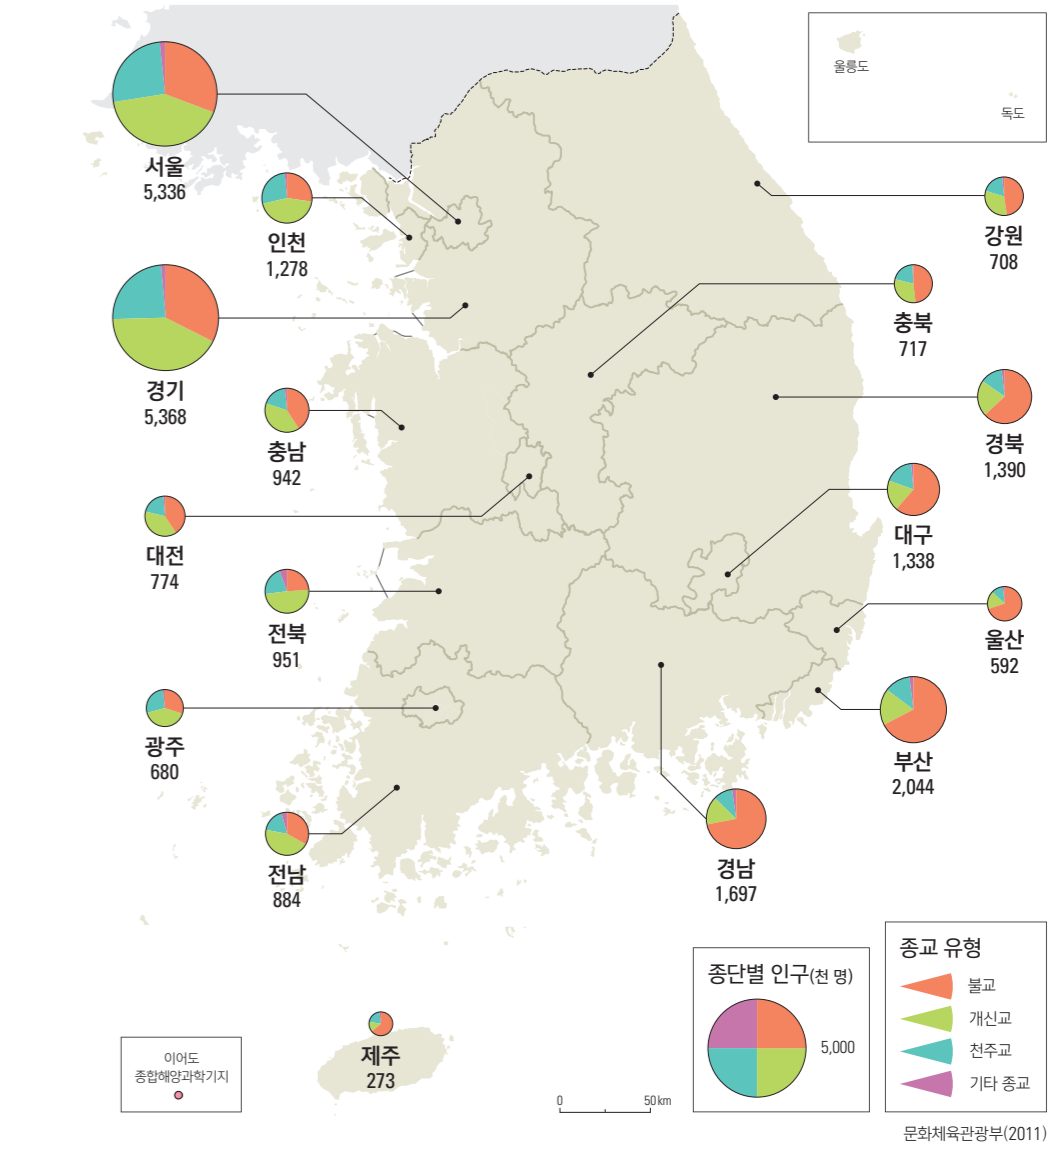 울릉도
독도
서울
5,336
인천
1,278
강원
708
충북
717
경기
5,368
충남
942
경북
1,390
대구
1,338
대전
774
전북
951
울산
592
광주
680
부산
2,044
전남
884
경남
1,697
제주
273
이어도
종합해양과학기지
0 50 km
종단별 인구(천 명)
5,000
종교 유형
불교
개신교
천주교
기타 종교
문화체육관광부(2011)